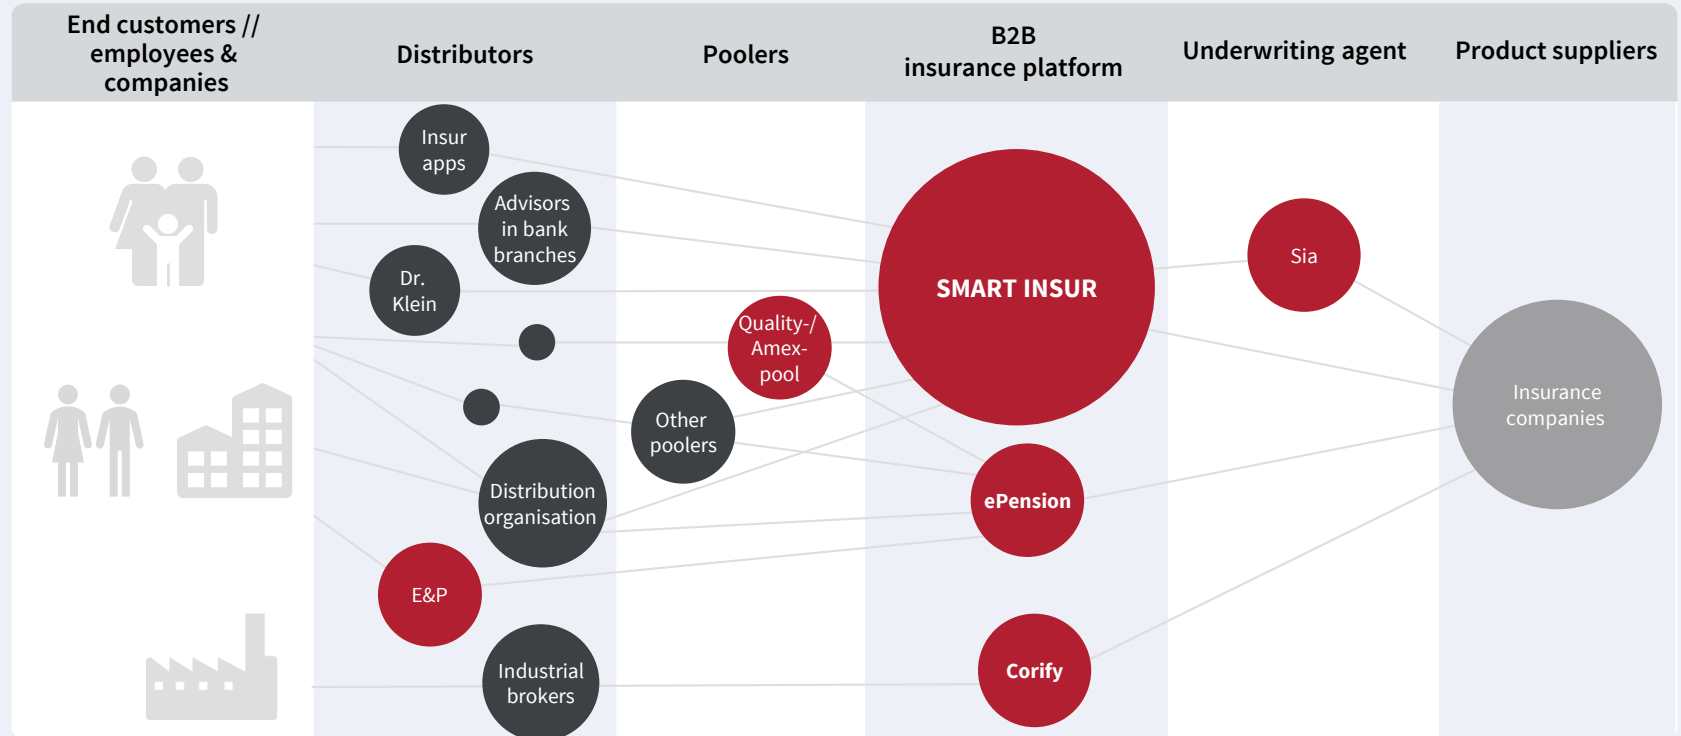 End customers //
employees &
companies
Distributors
Poolers
B2B
insurance platform
Underwriting agent
Product suppliers
Insur
apps
Advisors
in bank
branches
Dr.
Klein
Distribution
organisation
E&P
Industrial
brokers
Quality-/
Amex-
pool
Other
poolers
SMART INSUR
ePension
Corify
Sia
Insurance
companies